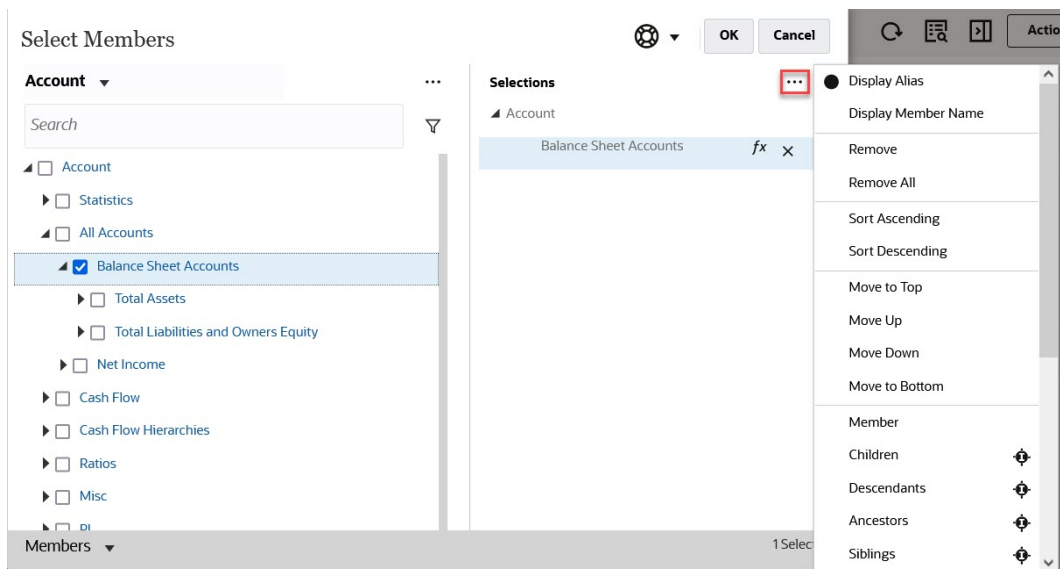 Select Members
OK
Cancel
Account
Search
Account
Statistics
All Accounts
Balance Sheet Accounts
Total Assets
Total Liabilities and Owners Equity
Net Income
Cash Flow
Cash Flow Hierarchies
Ratios
Misc
Members
Selections
Account
Balance Sheet Accounts
fx
1 Selec
Actio
Display Alias
Display Member Name
Remove
Remove All
Sort Ascending
Sort Descending
Move to Top
Move Up
Move Down
Move to Bottom
Member
Children
Descendants
Ancestors
Siblings